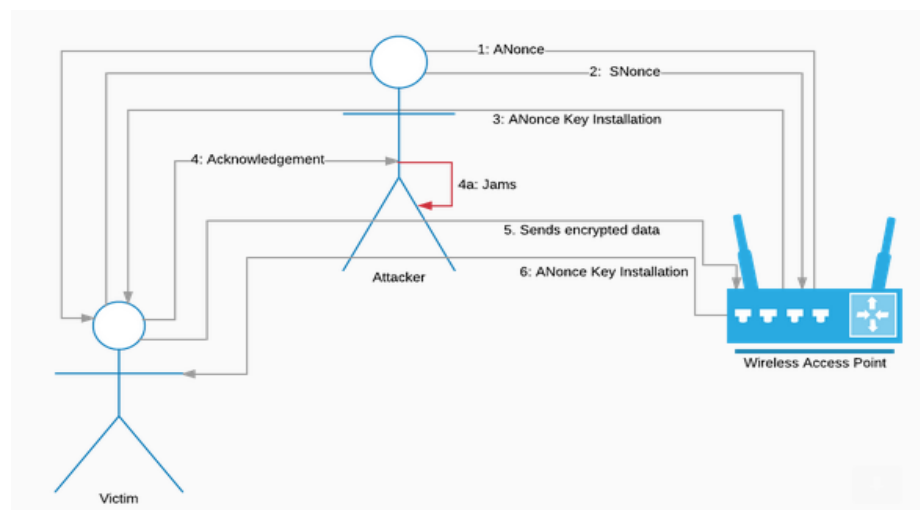 1: ANonce
2: SNonce
3: ANonce Key Installation
4: Acknowledgement
4a: Jams
5. Sends encrypted data
6: ANonce Key Installation
Attacker
Wireless Access Point
Victim